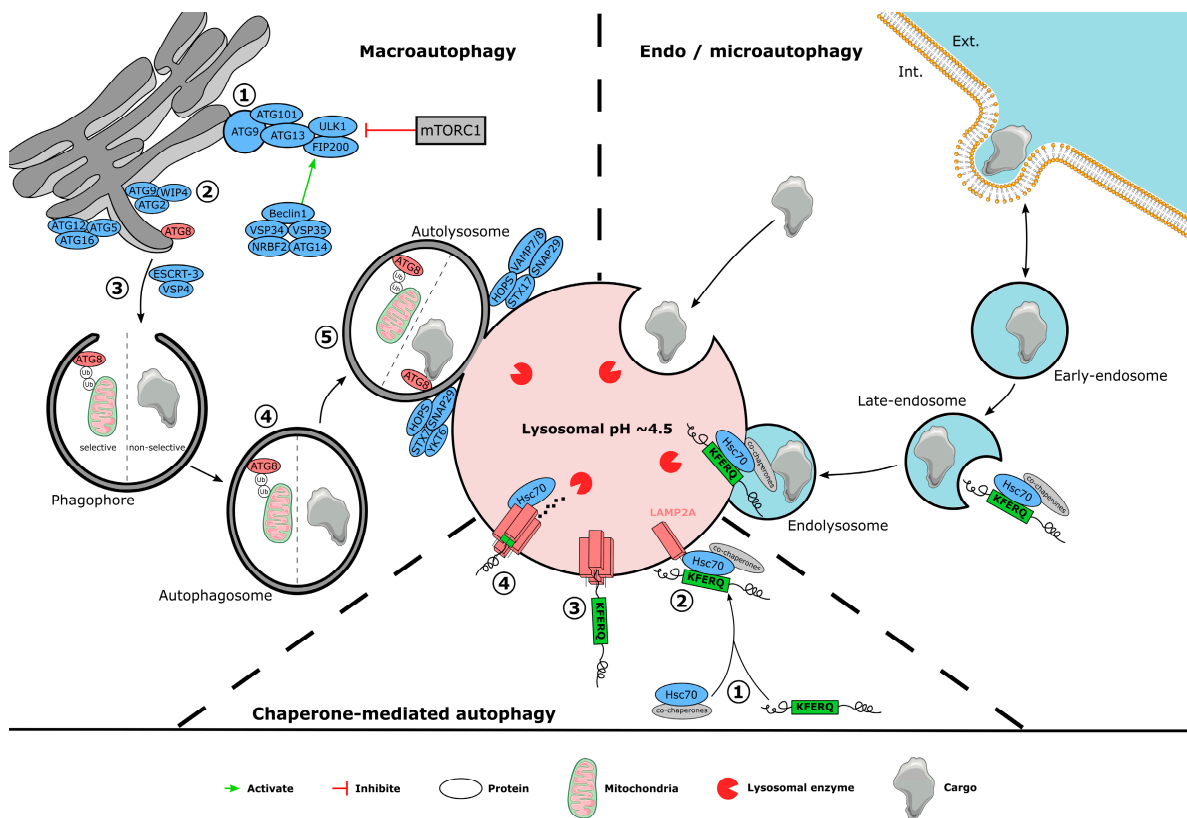 Macroautophagy
Endo / microautophagy
Ext.
Int.
1
ATG101
ATG9
ATG13
ULK1
FIP200
mTORC1
2
ATG9
WIP4
ATG2
ATG12
ATG5
ATG16
ATG8
Beclin1
VSP34
VSP35
NRBF2
ATG14
3
ESCRT-3
VSP4
Autolysosome
HOPS
VAMP7/8
STX17
SNAP29
ATG8
Ub
Ub
5
ATG8
HOPS
SNAP29
STX7
YKT6
ATG8
Ub
Ub
selective
non-selective
Phagophore
4
ATG8
Ub
Ub
Autophagosome
Lysosomal pH ~4.5
Early-endosome
Late-endosome
Hsc70
co-chaperones
KFERQ
Endolysosome
Hsc70
co-chaperones
KFERQ
Hsc70
4
3
KFERQ
LAMP2A
Hsc70
co-chaperones
KFERQ
2
1
Hsc70
co-chaperones
KFERQ
Chaperone-mediated autophagy
Activate
Inhibite
Protein
Mitochondria
Lysosomal enzyme
Cargo